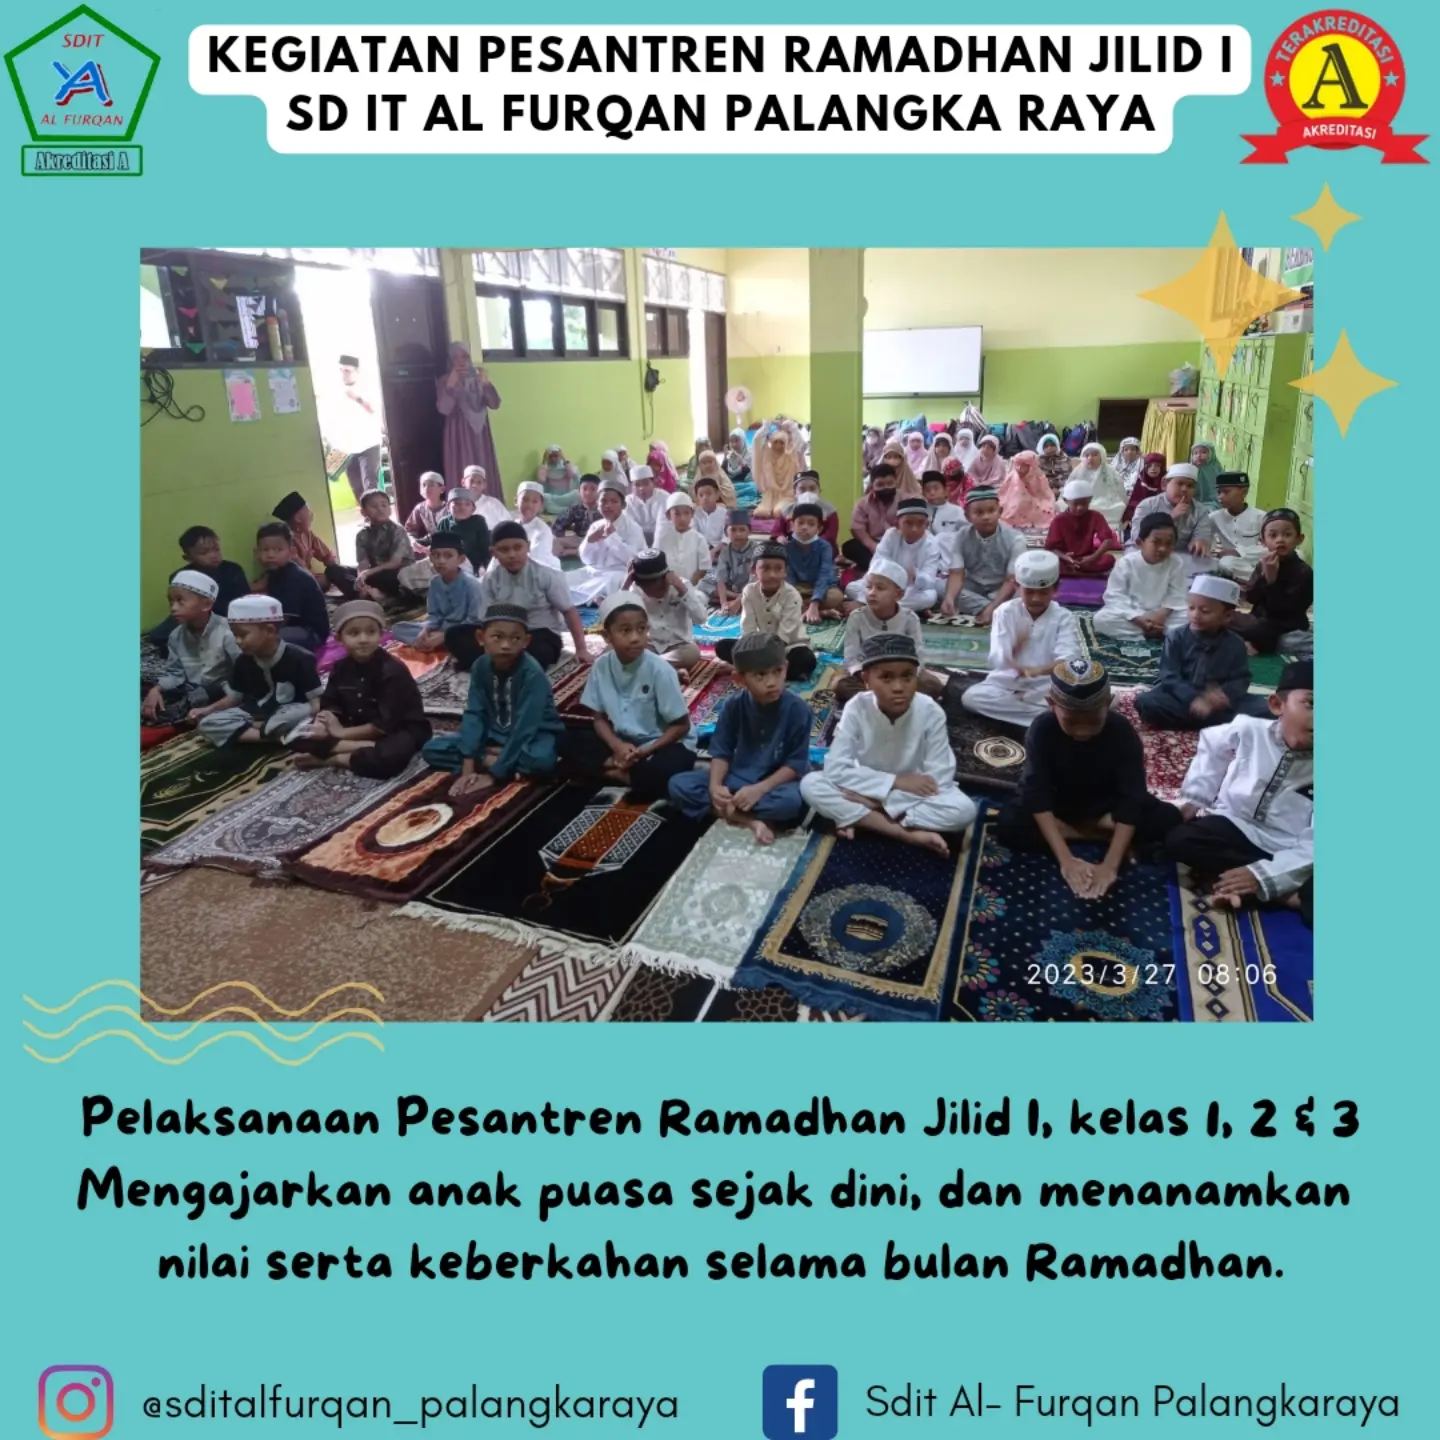 SDIT
AL FURQAN
Akreditasi A
KEGIATAN PESANTREN RAMADHAN JILID I
SD IT AL FURQAN PALANGKA RAYA
TERAKREDITASI
A
AKREDITASI
2023/3/27 08:06
Pelaksanaan Pesantren Ramadhan Jilid 1, kelas 1, 2 & 3
Mengajarkan anak puasa sejak dini, dan menanamkan
nilai serta keberkahan selama bulan Ramadhan.
@sditalfurqan_palangkaraya
Sdit Al- Furqan Palangkaraya